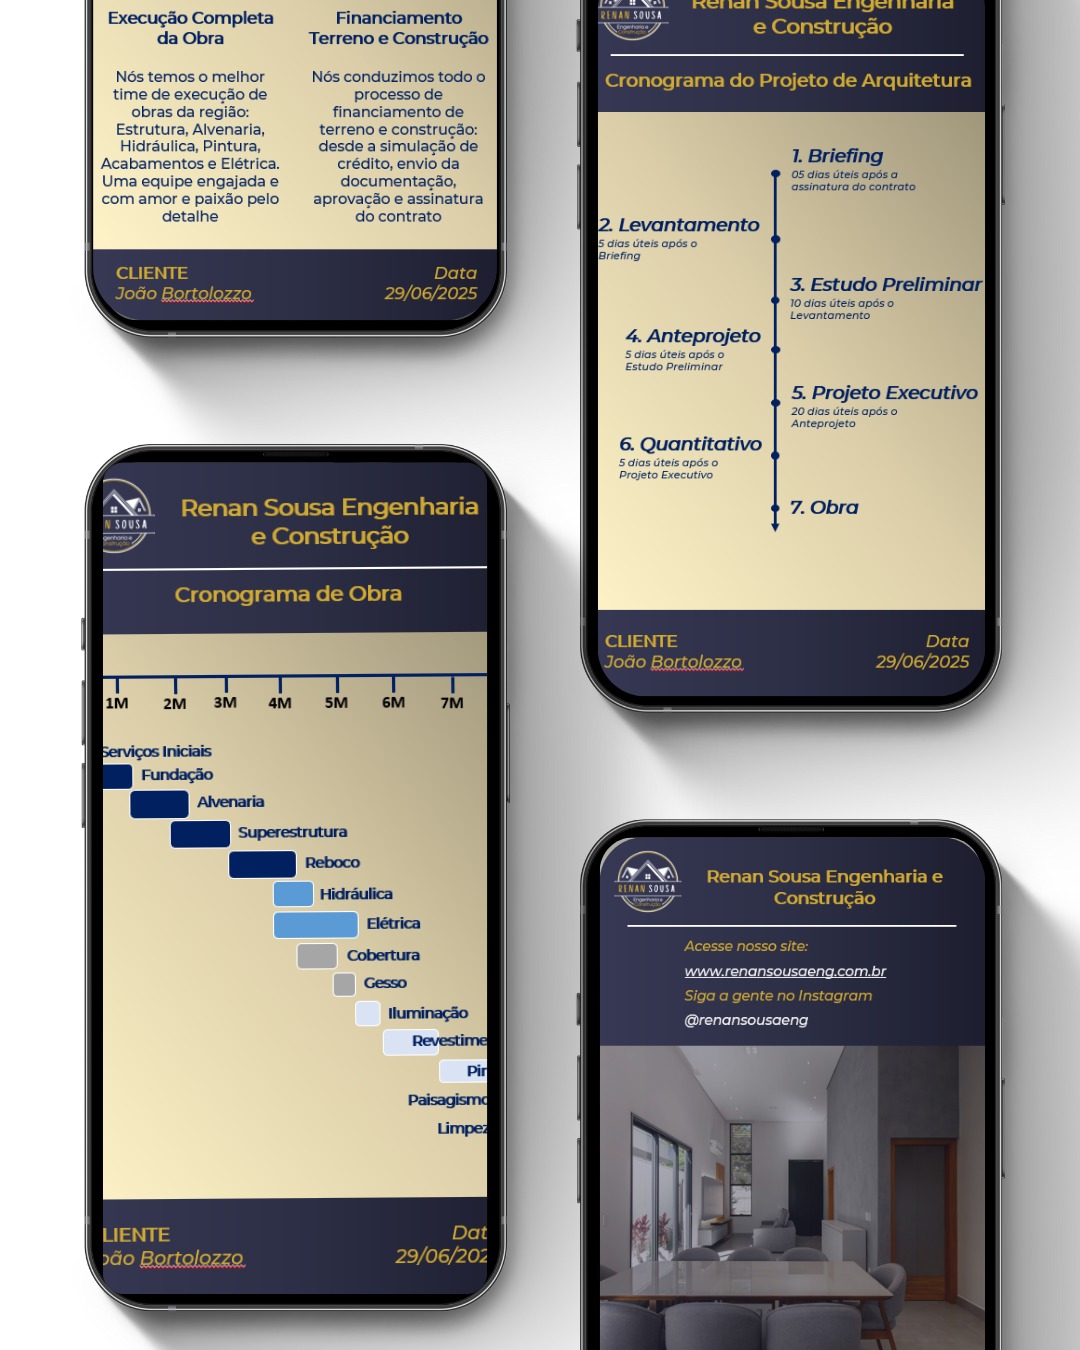 Execução Completa
da Obra
Nós temos o melhor
time de execução de
obras da região:
Estrutura, Alvenaria,
Hidráulica, Pintura,
Acabamentos e Elétrica.
Uma equipe engajada e
com amor e paixão pelo
detalhe
Financiamento
Terreno e Construção
Nós conduzimos todo o
processo de
financiamento de
terreno e construção:
desde a simulação de
crédito, envio da
documentação,
aprovação e assinatura
do contrato
CLIENTE
João Bortolozzo
Data
29/06/2025
RENAN SOUSA
Engenharia e
Construção
Renan Sousa Engenharia
e Construção
Cronograma do Projeto de Arquitetura
1. Briefing
05 dias úteis após a
assinatura do contrato
2. Levantamento
5 dias úteis após o
Briefing
3. Estudo Preliminar
10 dias úteis após o
Levantamento
4. Anteprojeto
5 dias úteis após o
Estudo Preliminar
5. Projeto Executivo
20 dias úteis após o
Anteprojeto
6. Quantitativo
5 dias úteis após o
Projeto Executivo
7. Obra
CLIENTE
João Bortolozzo
Data
29/06/2025
N SOUSA
ngenharia e
Construção
Renan Sousa Engenharia
e Construção
Cronograma de Obra
1M 2M 3M 4M 5M 6M 7M
Serviços Iniciais
Fundação
Alvenaria
Superestrutura
Reboco
Hidráulica
Elétrica
Cobertura
Gesso
Iluminação
Revestime
Pin
Paisagismo
Limpez
LIENTE
oão Bortolozzo
Dat
29/06/202
RENAN SOUSA
Engenharia e
Construção
Renan Sousa Engenharia e
Construção
Acesse nosso site:
www.renansousaeng.com.br
Siga a gente no Instagram
@renansousaeng